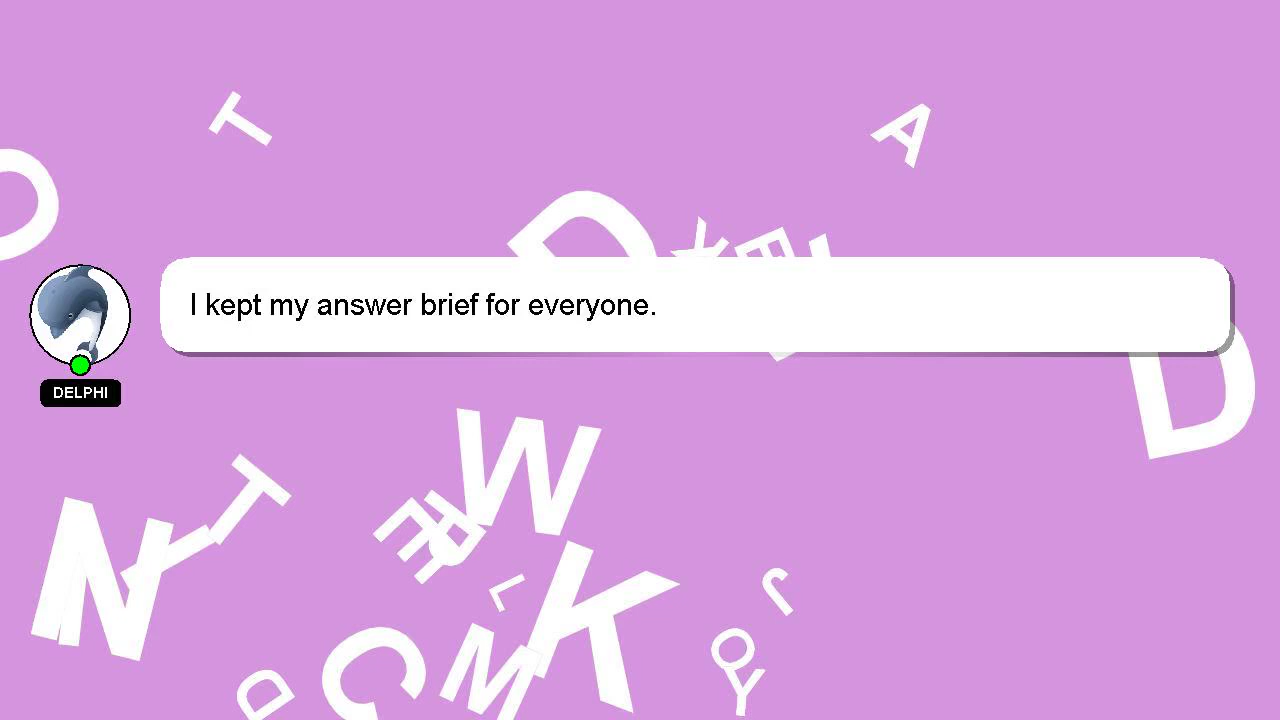 I kept my answer brief for everyone.
DELPHI
T
A
O
D
K
E
D
W
T
N
E
R
L
K
J
M
C
O
Y
D